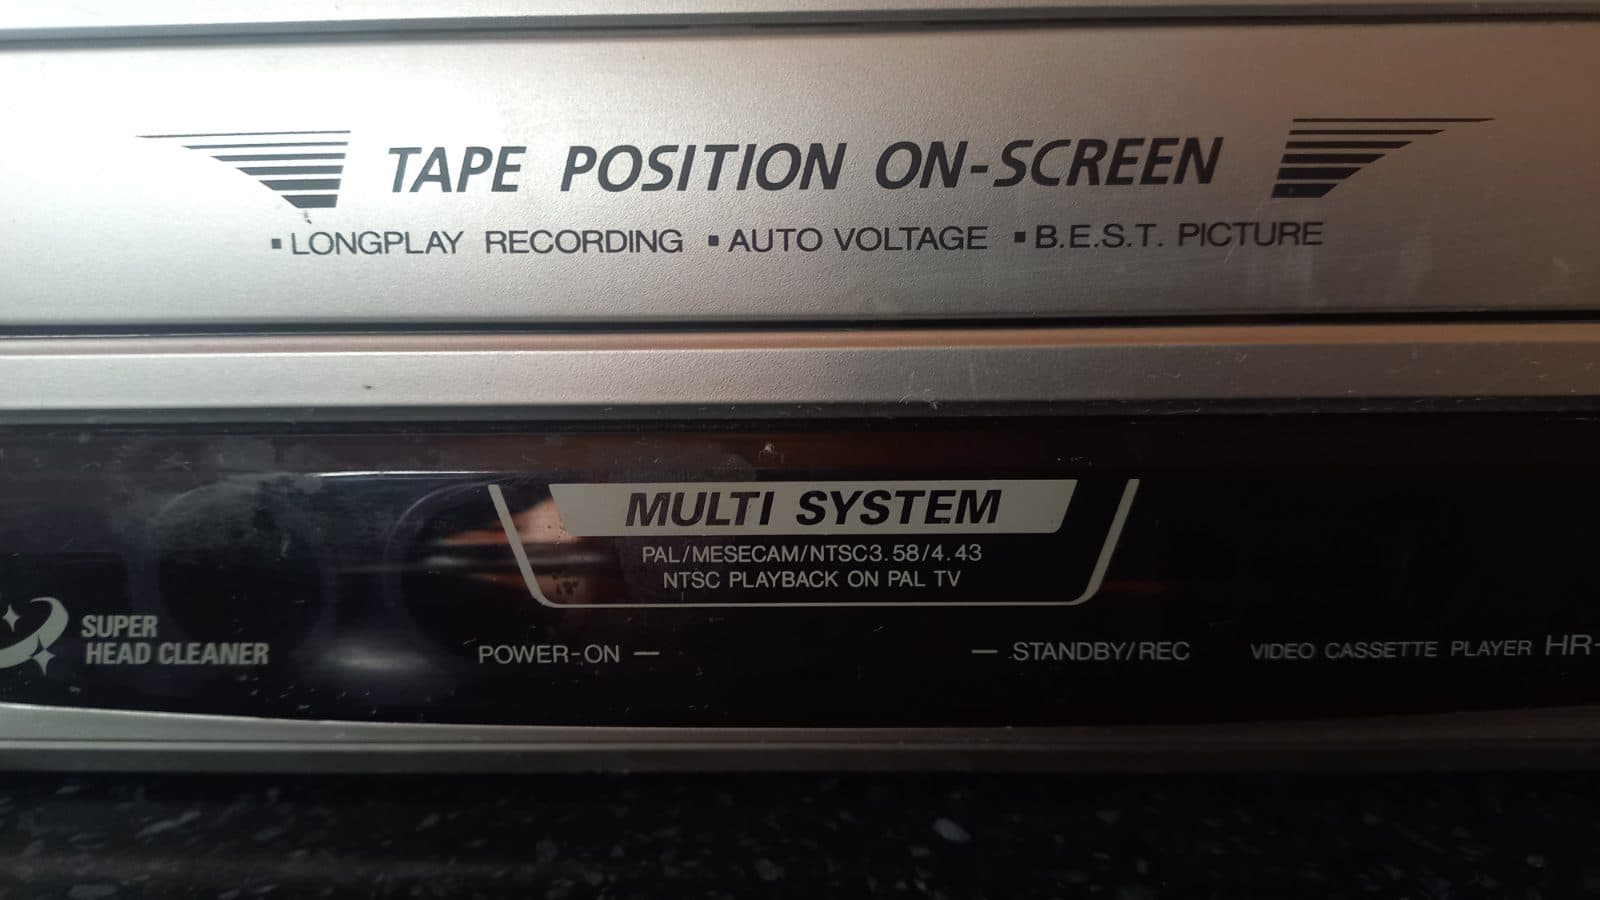 TAPE POSITION ON-SCREEN
▪LONGPLAY RECORDING ▪AUTO VOLTAGE ▪B.E.S.T. PICTURE
MULTI SYSTEM
PAL/MESECAM/NTSC3.58/4.43
NTSC PLAYBACK ON PAL TV
SUPER
HEAD CLEANER
POWER-ON —
— STANDBY/REC
VIDEO CASSETTE PLAYER HR-